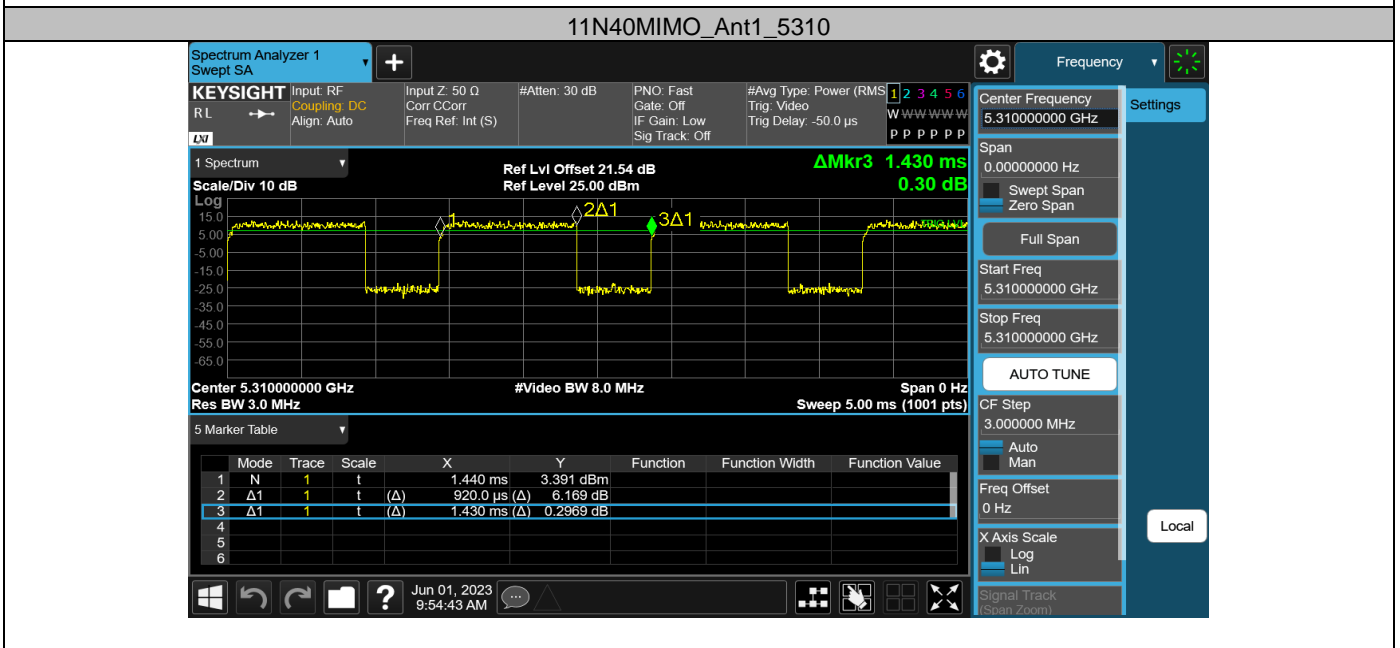 11N40MIMO_Ant1_5310
Spectrum Analyzer 1
Swept SA
+
Frequency
KEYSIGHT
R L
LXI
Input: RF
Coupling: DC
Align: Auto
Input Z: 50 Ω
Corr CCorr
Freq Ref: Int (S)
#Atten: 30 dB
PNO: Fast
Gate: Off
IF Gain: Low
Sig Track: Off
#Avg Type: Power (RMS
Trig: Video
Trig Delay: -50.0 µs
1 2 3 4 5 6
W W W W W W
P P P P P P
Center Frequency
5.310000000 GHz
Settings
Span
0.00000000 Hz
Swept Span
Zero Span
Full Span
Start Freq
5.310000000 GHz
Stop Freq
5.310000000 GHz
AUTO TUNE
CF Step
3.000000 MHz
Auto
Man
Freq Offset
0 Hz
X Axis Scale
Log
Lin
Signal Track
(Span Zoom)
Local
1 Spectrum
Scale/Div 10 dB
Ref Lvl Offset 21.54 dB
Ref Level 25.00 dBm
ΔMkr3 1.430 ms
0.30 dB
Log
15.0
5.00
-5.00
-15.0
-25.0
-35.0
-45.0
-55.0
-65.0
1
2Δ1
3Δ1
TRIG LVL
Center 5.310000000 GHz
#Video BW 8.0 MHz
Span 0 Hz
Res BW 3.0 MHz
Sweep 5.00 ms (1001 pts)
5 Marker Table
Mode Trace Scale X Y Function Function Width Function Value
1 N 1 t 1.440 ms 3.391 dBm
2 Δ1 1 t (Δ) 920.0 µs (Δ) 6.169 dB
3 Δ1 1 t (Δ) 1.430 ms (Δ) 0.2969 dB
4
5
6
?
Jun 01, 2023
9:54:43 AM